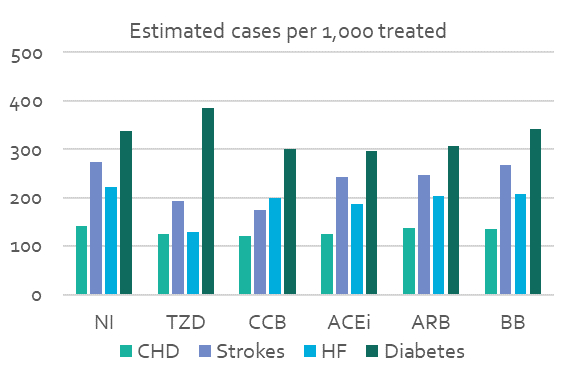 Estimated cases per 1,000 treated
500
400
300
200
100
0
NI TZD CCB ACEi ARB BB
CHD Strokes HF Diabetes